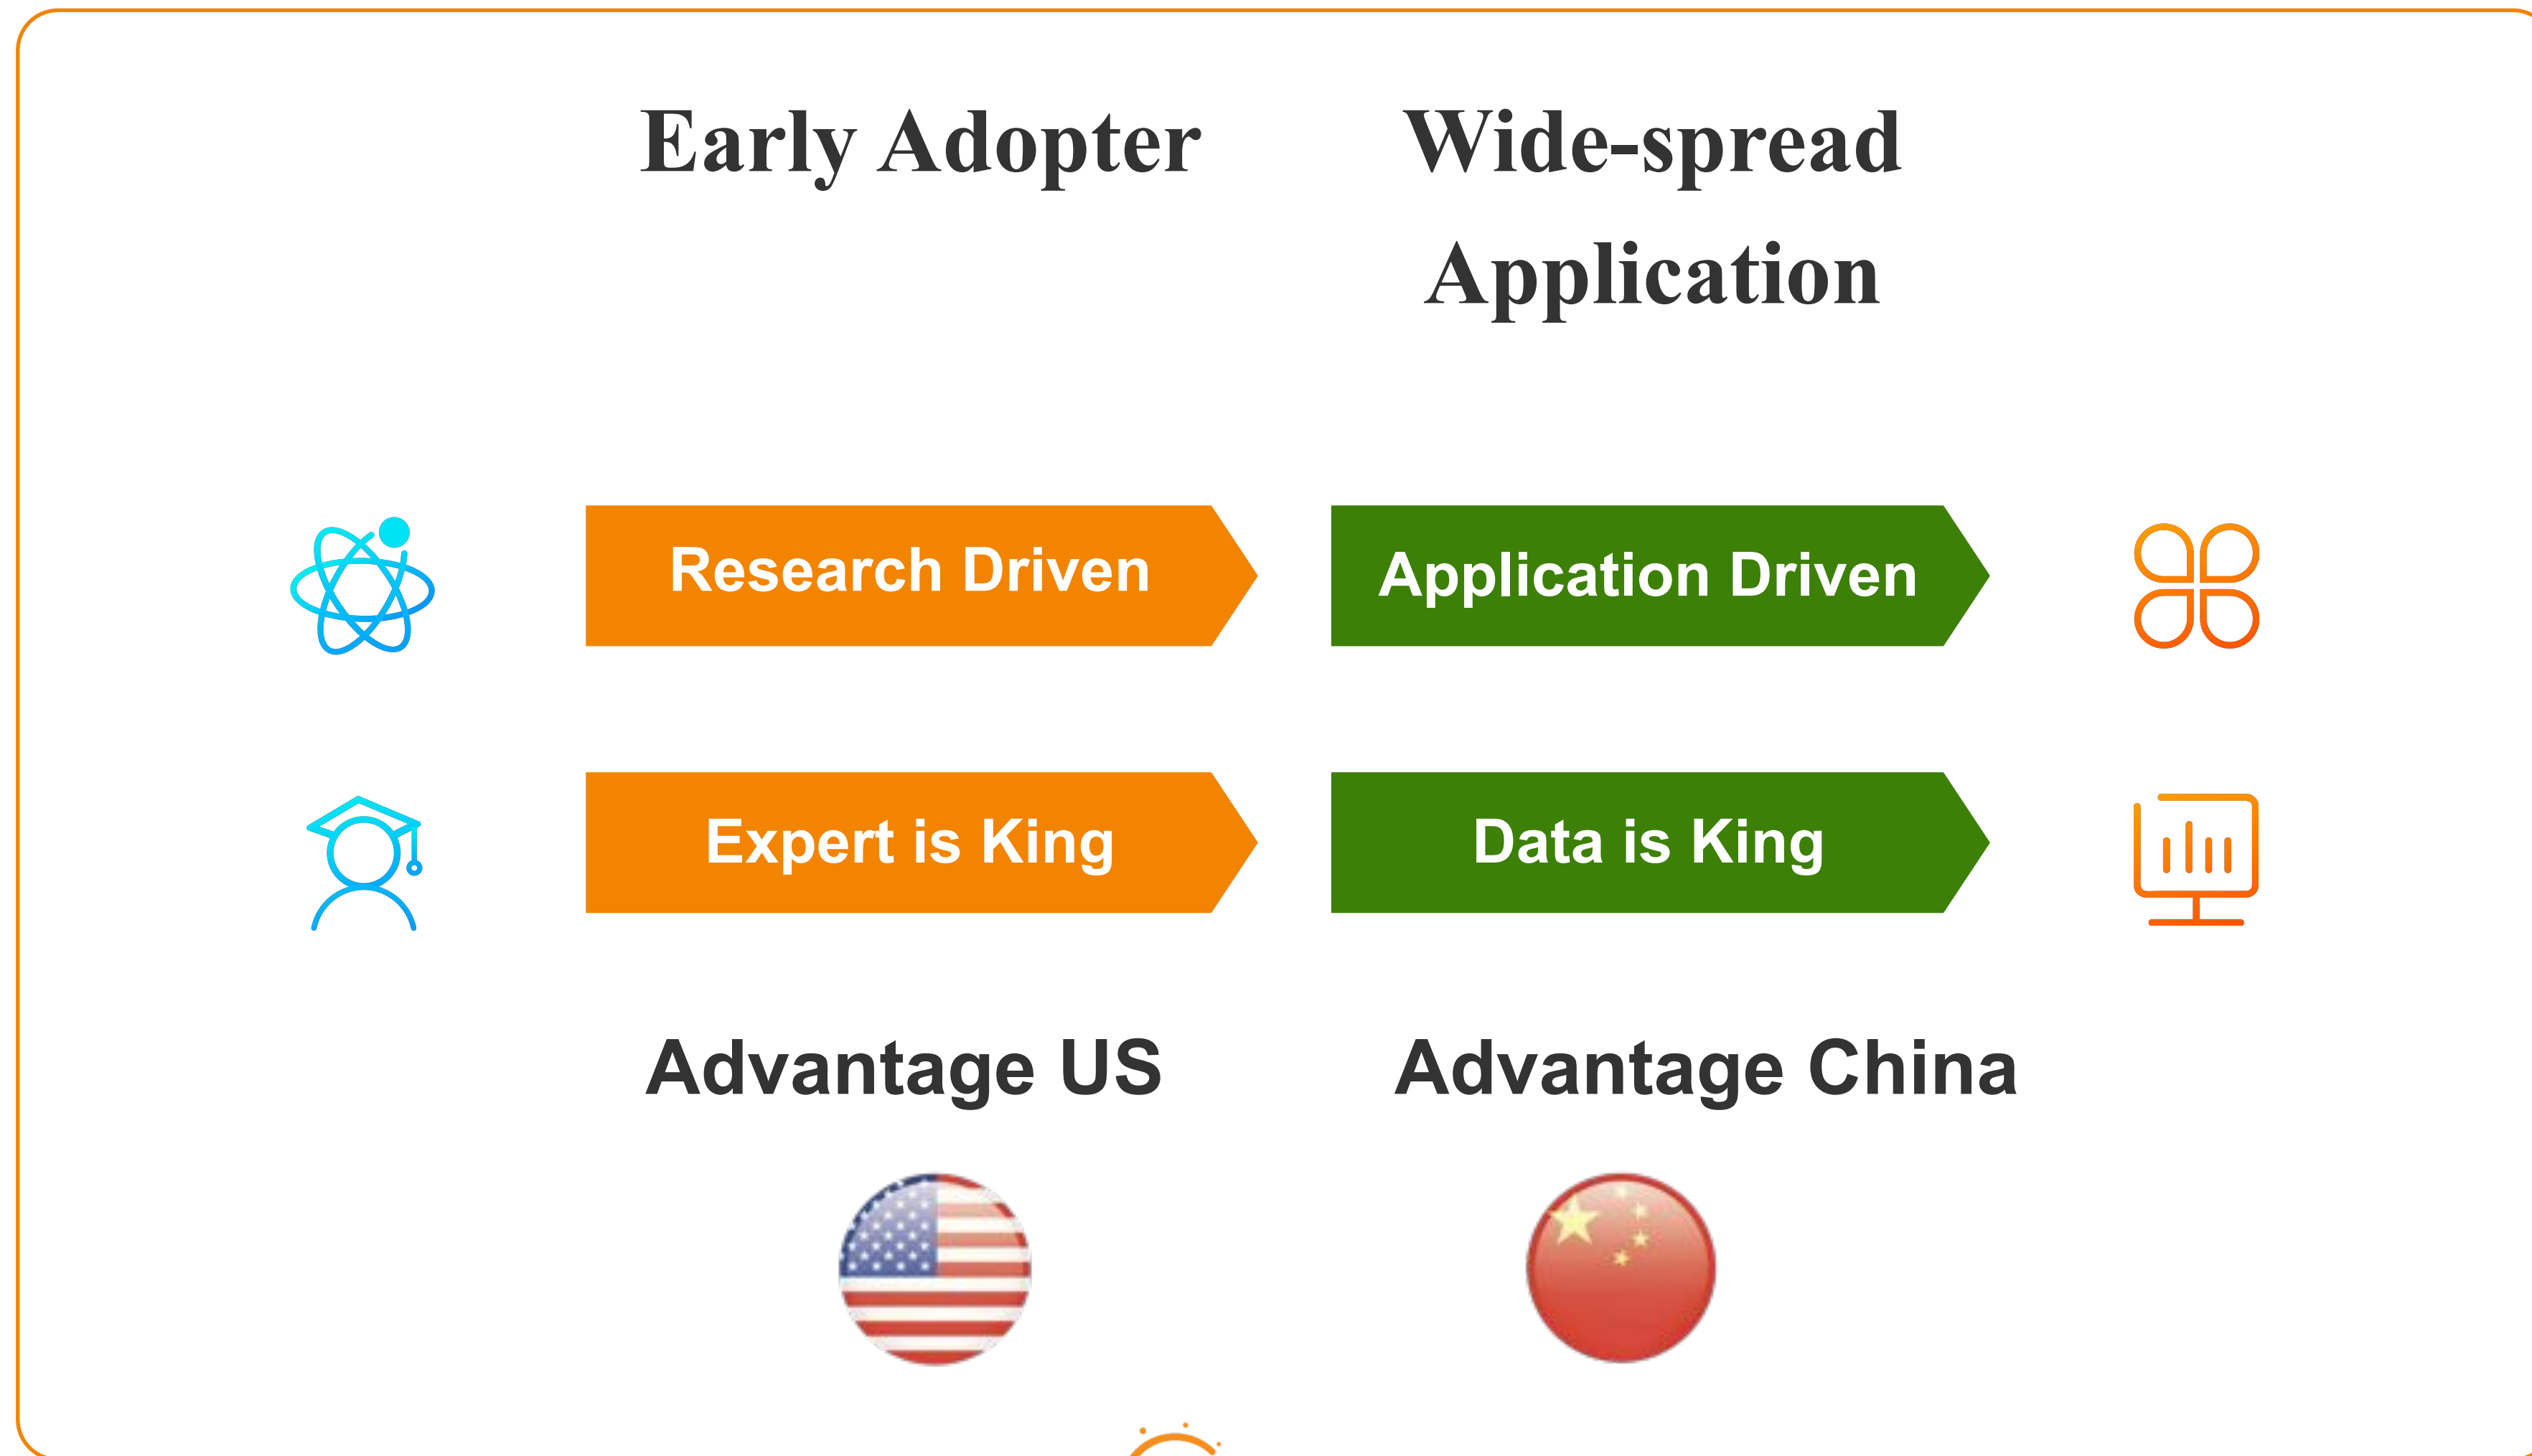 Early Adopter
Wide-spread
Application
Research Driven
Application Driven
Expert is King
Data is King
Advantage US
Advantage China